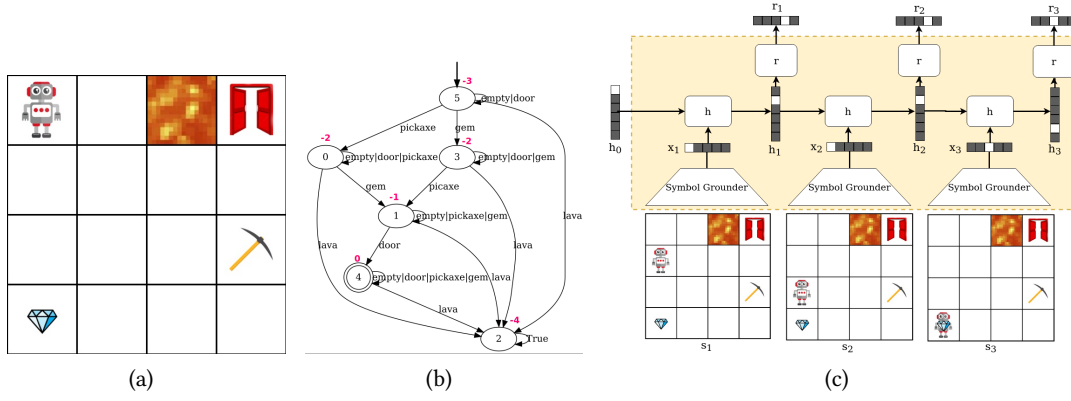 -3
5
empty|door
pickaxe
gem
-2
0
empty|door|pickaxe
-2
3
empty|door|gem
gem
picaxe
-1
1
empty|pickaxe|gem
door
lava
lava
lava
0
4
empty|door|pickaxe|gem
lava
lava
-4
2
True
r1
r2
r3
r
r
r
h
h
h
h0
x1
h1
x2
h2
x3
h3
Symbol Grounder
Symbol Grounder
Symbol Grounder
s1
s2
s3
(a)
(b)
(c)